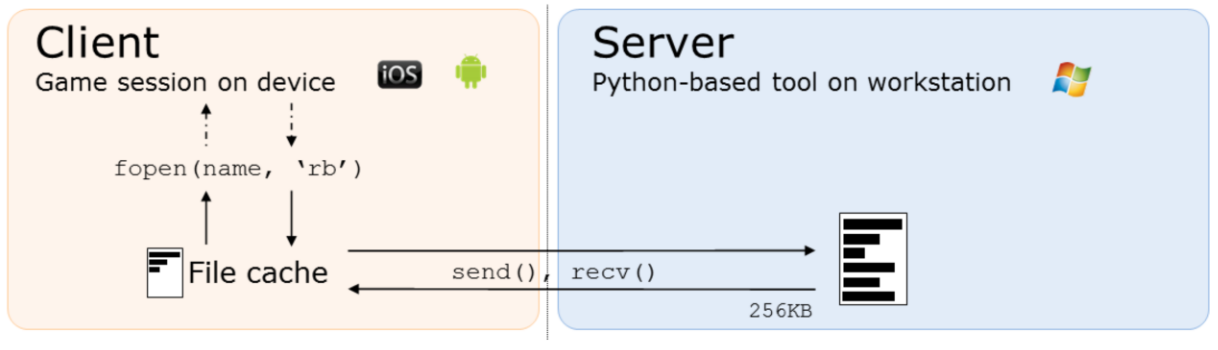 Client
Game session on device
iOS
fopen(name, ‘rb’)
File cache
send(), recv()
Server
Python-based tool on workstation
256KB